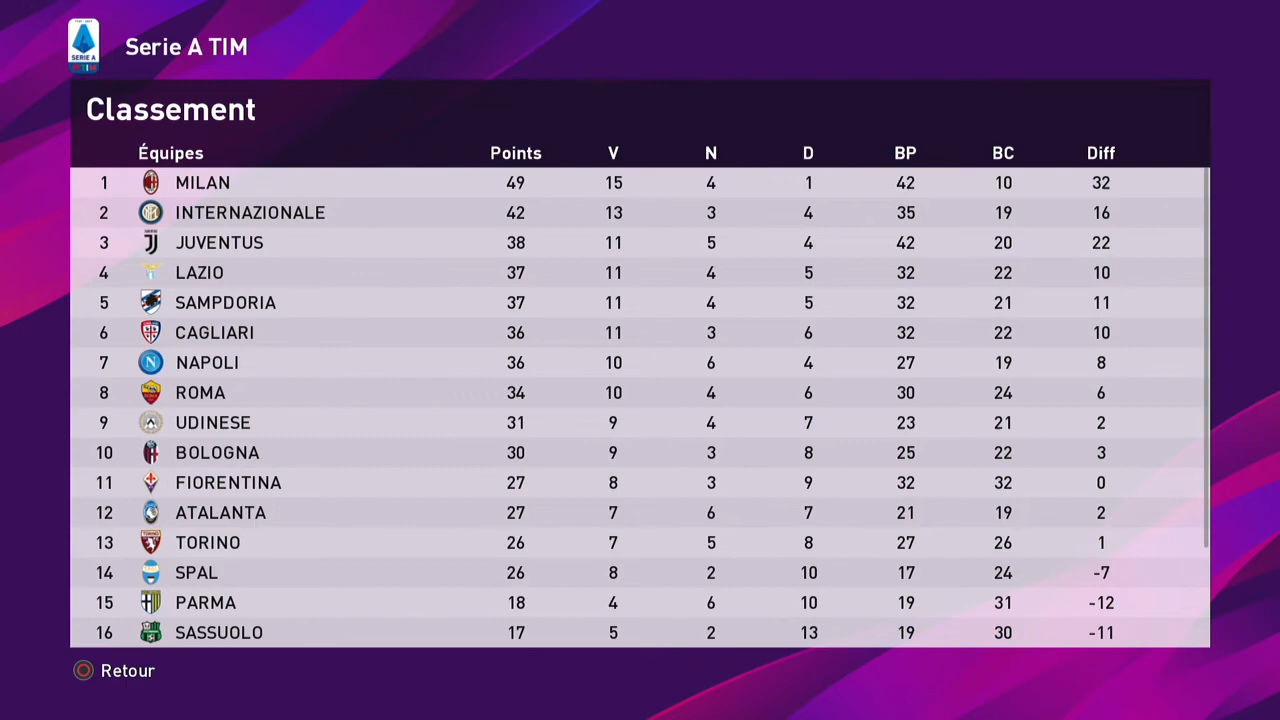 Serie A TIM
SERIE A
TIM
Classement
Équipes Points V N D BP BC Diff
1 MILAN 49 15 4 1 42 10 32
2 INTERNAZIONALE 42 13 3 4 35 19 16
3 JUVENTUS 38 11 5 4 42 20 22
4 LAZIO 37 11 4 5 32 22 10
5 SAMPDORIA 37 11 4 5 32 21 11
6 CAGLIARI 36 11 3 6 32 22 10
7 NAPOLI 36 10 6 4 27 19 8
8 ROMA 34 10 4 6 30 24 6
9 UDINESE 31 9 4 7 23 21 2
10 BOLOGNA 30 9 3 8 25 22 3
11 FIORENTINA 27 8 3 9 32 32 0
12 ATALANTA 27 7 6 7 21 19 2
13 TORINO 26 7 5 8 27 26 1
14 SPAL 26 8 2 10 17 24 -7
15 PARMA 18 4 6 10 19 31 -12
16 SASSUOLO 17 5 2 13 19 30 -11
Retour